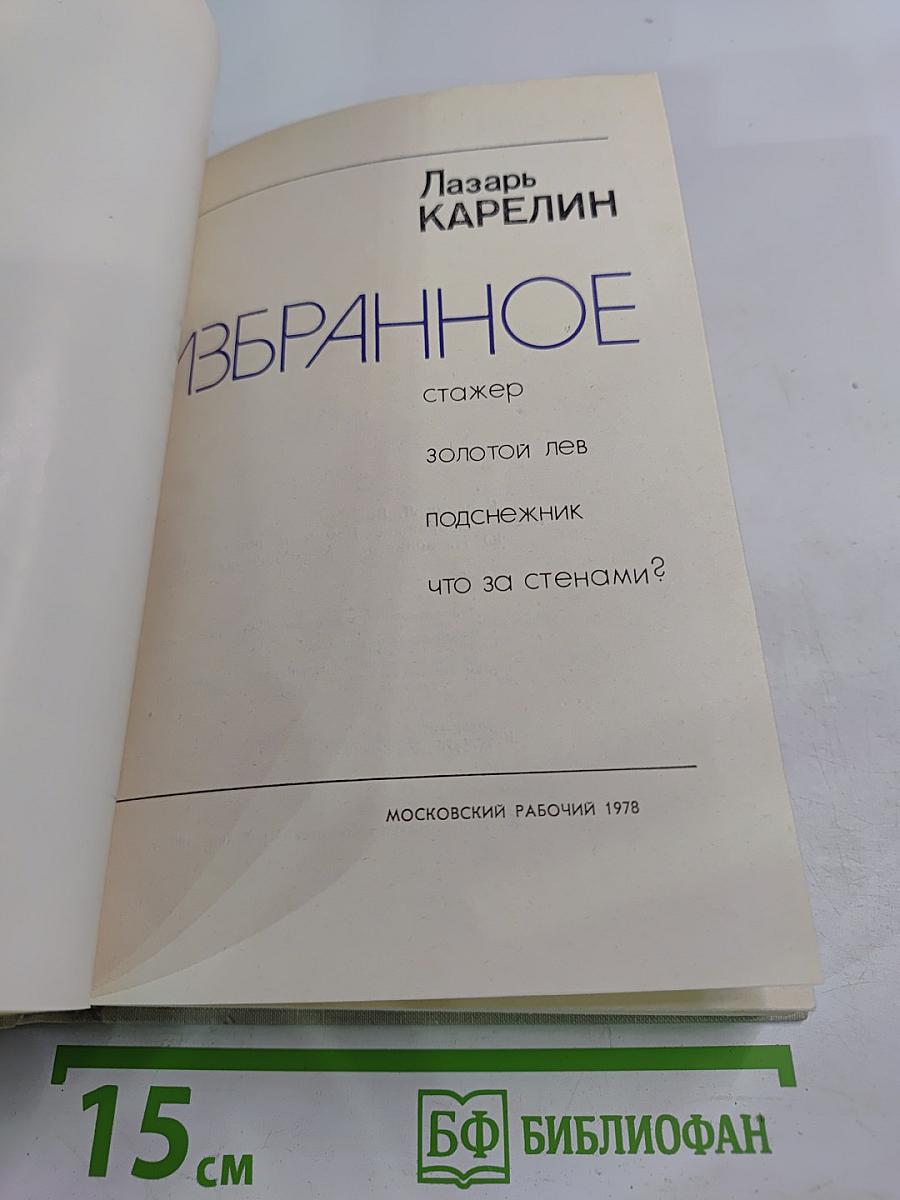 Лазарь
КАРЕЛИН
ИЗБРАННОЕ
стажер
золотой лев
подснежник
что за стенами?
МОСКОВСКИЙ РАБОЧИЙ 1978
15 см
БФ БИБЛИОФАН